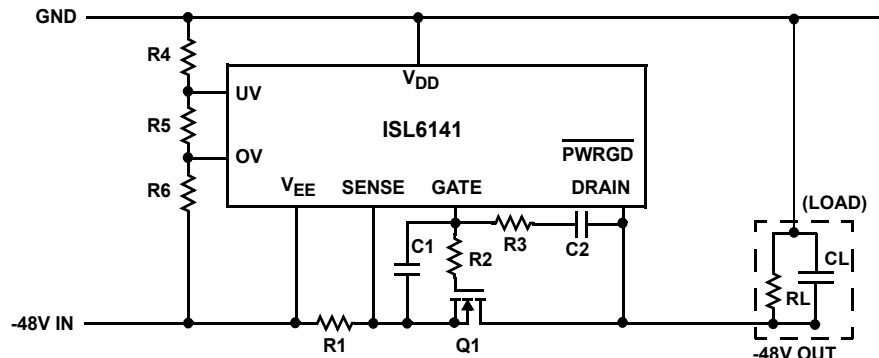 GND
R4
UV
R5
OV
R6
VDD
ISL6141
PWRGD
VEE SENSE GATE DRAIN
(LOAD)
C1
R2
R3
C2
CL
RL
-48V IN
R1
Q1
-48V OUT